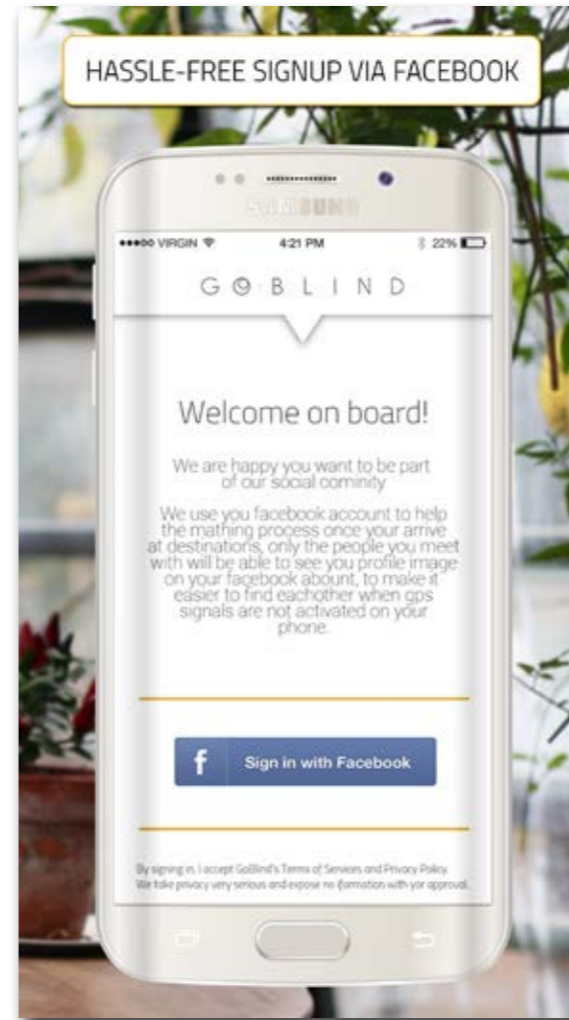 HASSLE-FREE SIGNUP VIA FACEBOOK
SAMSUNG
VIRGIN
4:21 PM
22%
GO·BLIND
Welcome on board!
We are happy you want to be part
of our social cominity
We use you facebook account to help
the mathing process once your arrive
at destinations, only the people you meet
with will be able to see you profile image
on your facebook abount, to make it
easier to find eachother when gps
signals are not activated on your
phone.
f
Sign in with Facebook
By signing in, I accept GoBlind's Terms of Services and Privacy Policy.
We take privacy very serious and expose no iformation with yor approval.